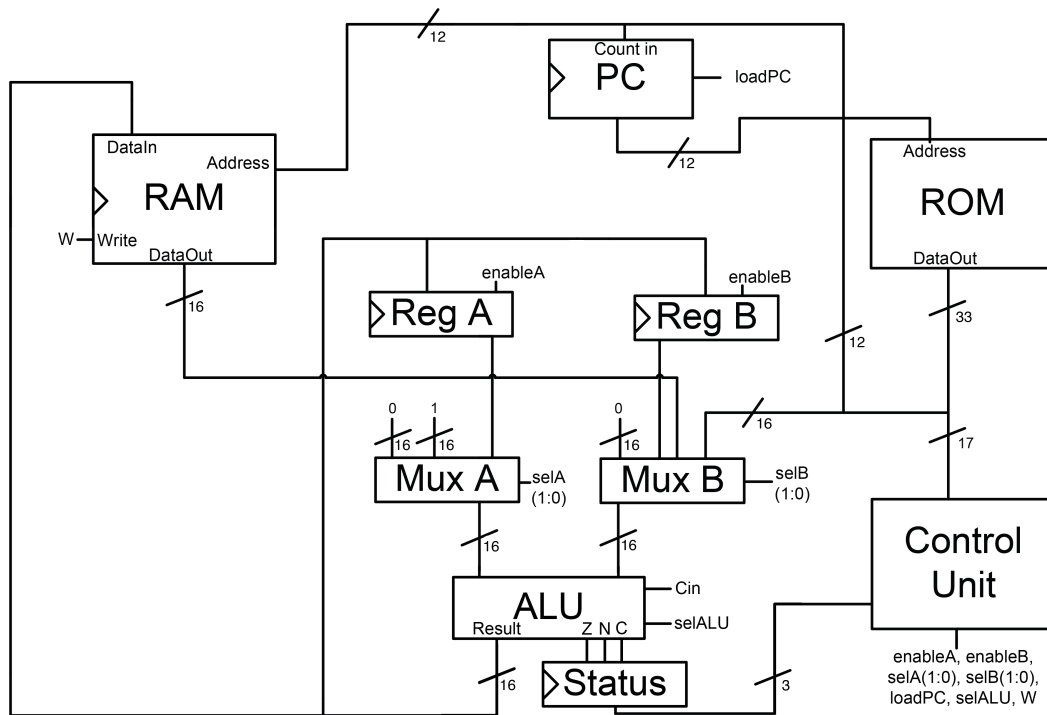 12
Count in
PC
loadPC
12
DataIn
Address
RAM
W
Write
DataOut
Address
ROM
DataOut
16
enableA
Reg A
enableB
Reg B
33
12
0
1
16
16
0
16
16
17
Mux A
selA
(1:0)
Mux B
selB
(1:0)
16
16
Control
Unit
ALU
Cin
Result
Z N C
selALU
16
Status
3
enableA, enableB,
selA(1:0), selB(1:0),
loadPC, selALU, W